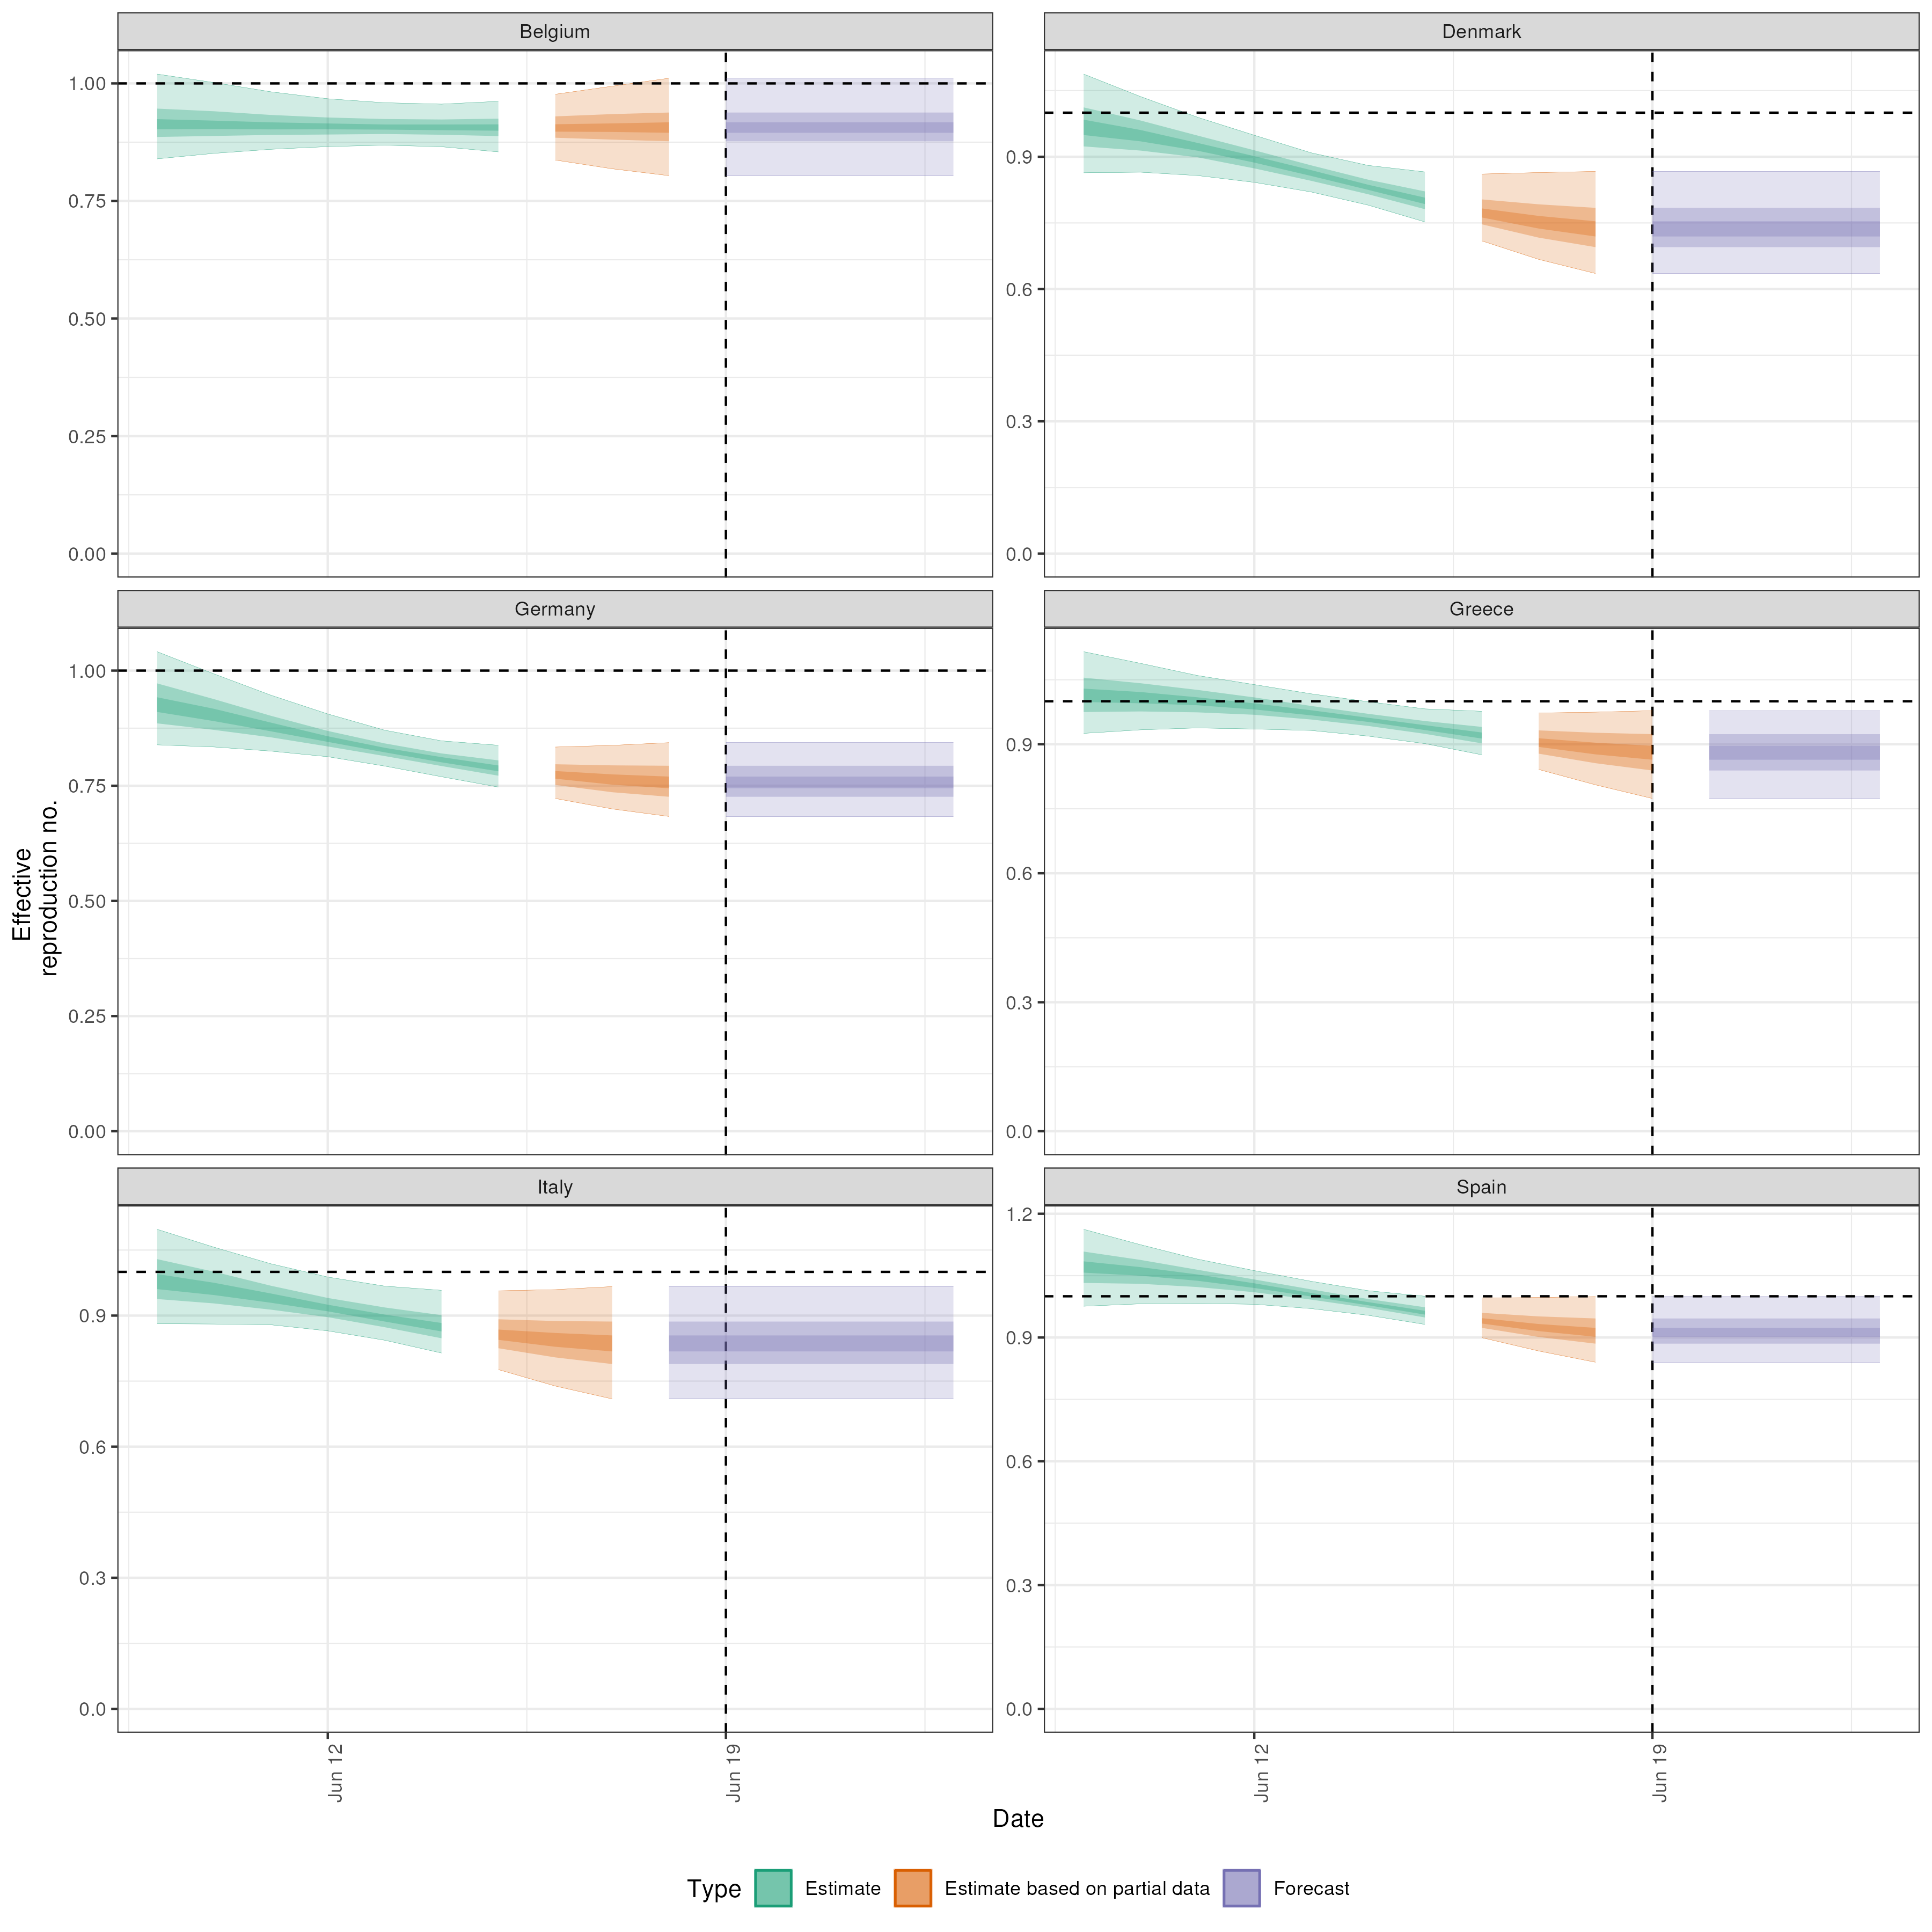 Belgium
Denmark
1.00
0.75
0.50
0.25
0.00
0.9
0.6
0.3
0.0
Germany
Greece
1.00
0.75
0.50
0.25
0.00
0.9
0.6
0.3
0.0
Italy
Spain
0.9
0.6
0.3
0.0
1.2
0.9
0.6
0.3
0.0
Effective
reproduction no.
Jun 12
Jun 19
Jun 12
Jun 19
Date
Type Estimate Estimate based on partial data Forecast